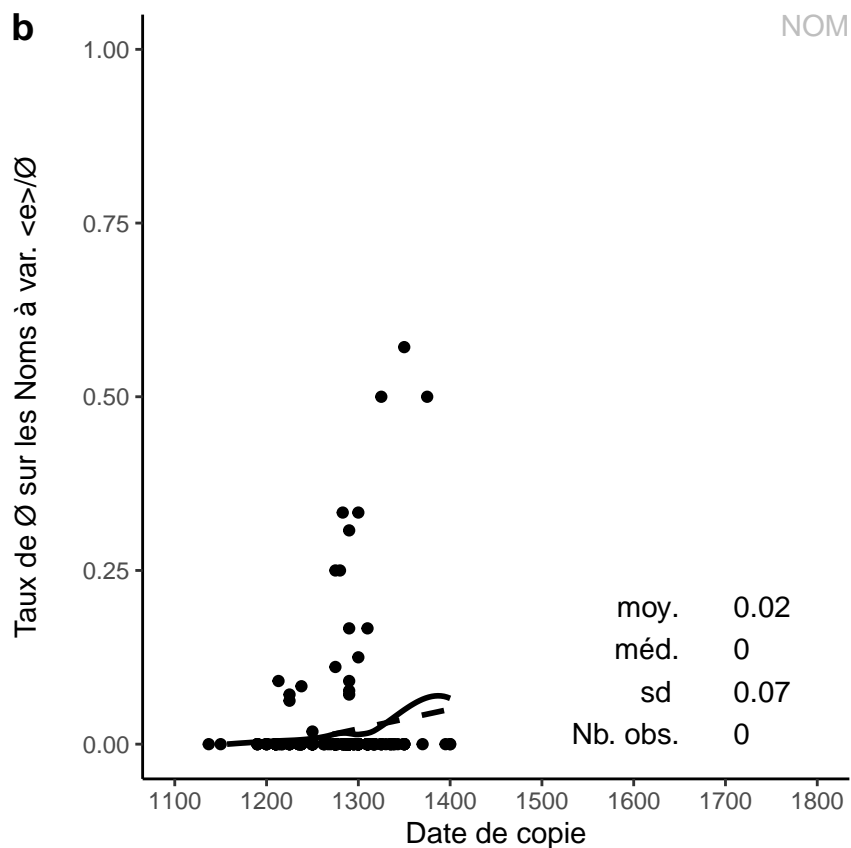 b
NOM
Taux de Ø sur les Noms à var. <e>/Ø
1.00
0.75
0.50
0.25
0.00
moy. 0.02
méd. 0
sd 0.07
Nb. obs. 0
1100 1200 1300 1400 1500 1600 1700 1800
Date de copie